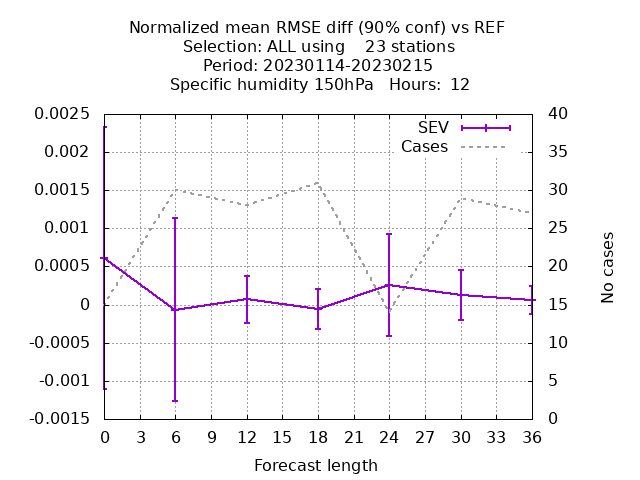 Normalized mean RMSE diff (90% conf) vs REF
Selection: ALL using    23 stations
Period: 20230114-20230215
Specific humidity 150hPa   Hours:  12
SEV
Cases
0.0025
0.002
0.0015
0.001
0.0005
0
-0.0005
-0.001
-0.0015
40
35
30
25
20
15
10
5
0
No cases
0 3 6 9 12 15 18 21 24 27 30 33 36
Forecast length